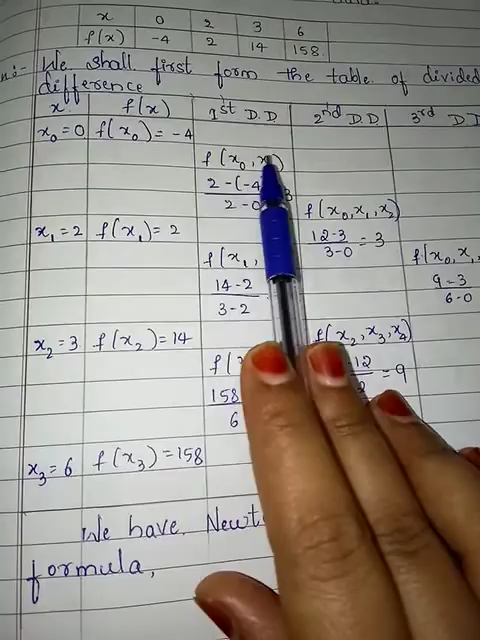 x 0 2 3 6
f(x) -4 2 14 158
n:- We shall first form the table of divided
difference
x f(x) 1st D.D 2nd D.D 3rd D.D
x₀=0 f(x₀) = -4
f(x₀,
2-(-4) 3
2-0
f(x₀,x₁,x₂)
12-3 = 3
3-0
x₁=2 f(x₁)=2
f(x₁,
14-2
3-2
f(x₀,x₁,
9-3
6-0
x₂=3 f(x₂)=14
f(x₂,x₃,x₄)
12 = 9
2
158
6
x₃=6 f(x₃)=158
We have Newt
formula,